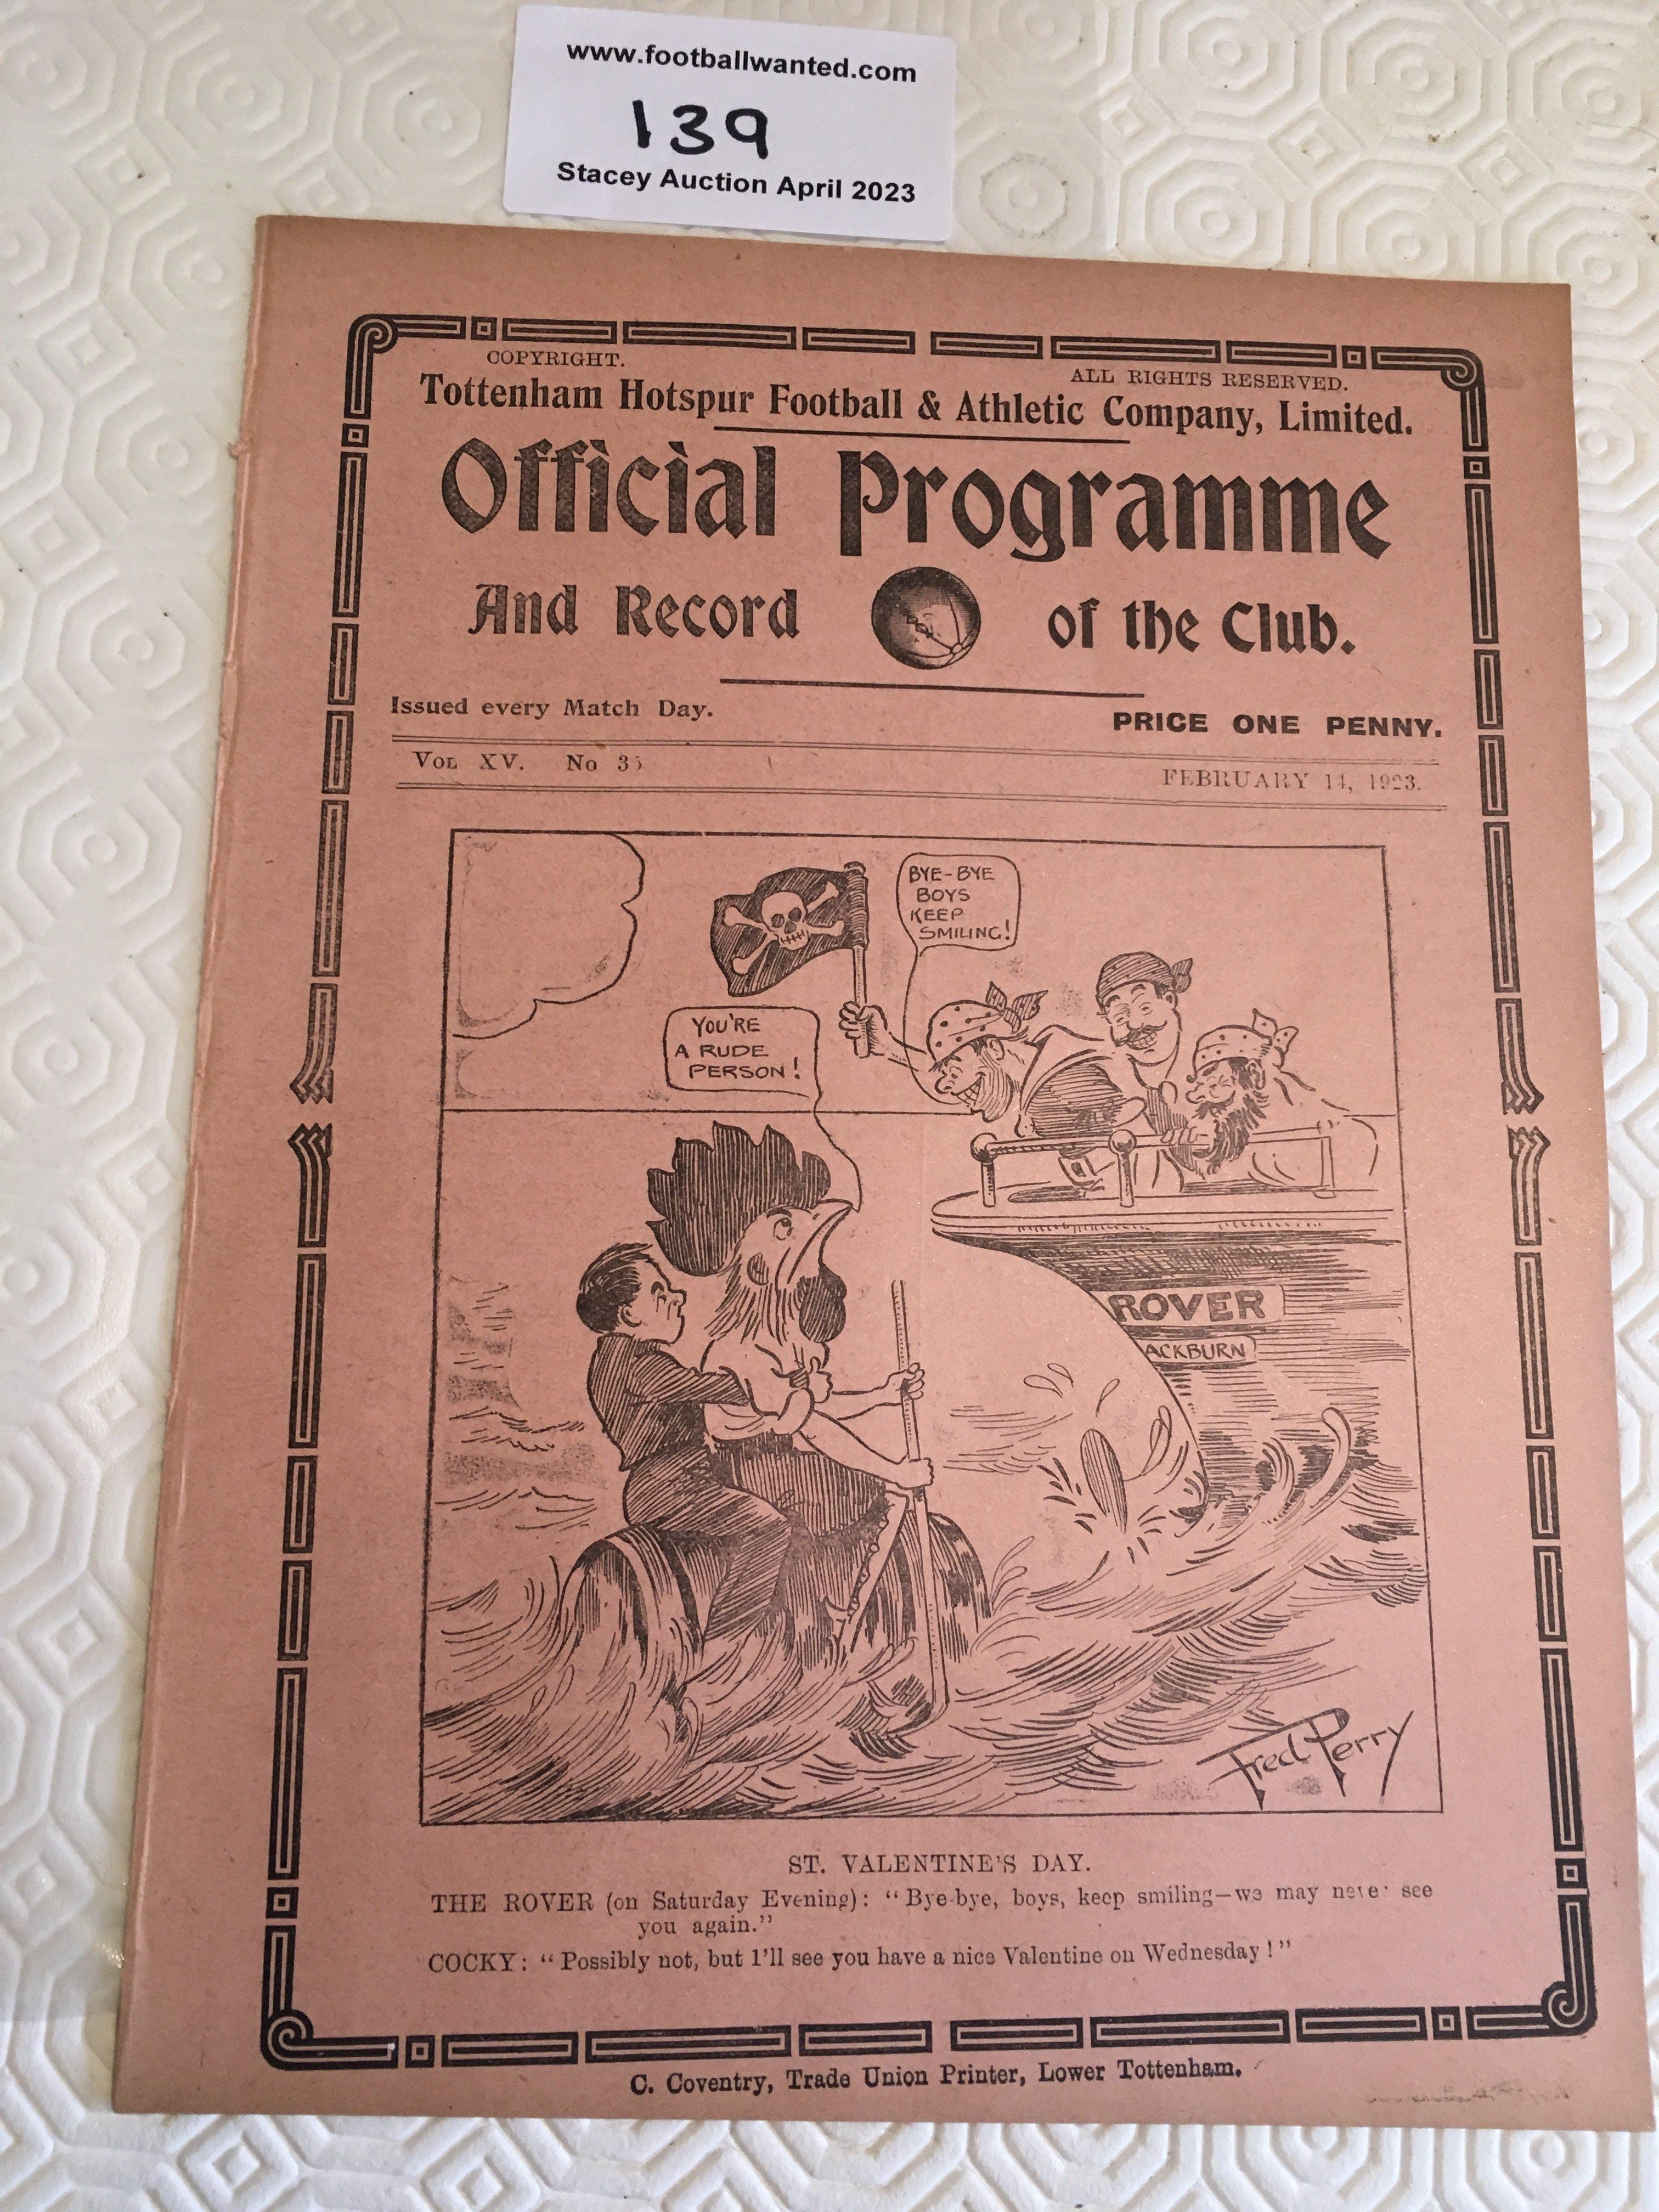 www.footballwanted.com
139
Stacey Auction April 2023
COPYRIGHT.
ALL RIGHTS RESERVED.
Tottenham Hotspur Football & Athletic Company, Limited.
Official Programme
And Record of the Club.
Issued every Match Day.
PRICE ONE PENNY.
VOL XV. No
FEBRUARY 14, 1923.
BYE-BYE
BOYS
KEEP
SMILING!
YOU'RE
A RUDE
PERSON!
ROVER
ACKBURN
Fred Perry
ST. VALENTINE'S DAY.
THE ROVER (on Saturday Evening): "Bye-bye, boys, keep smiling—we may never see
you again."
COCKY: "Possibly not, but I'll see you have a nice Valentine on Wednesday!"
C. Coventry, Trade Union Printer, Lower Tottenham.